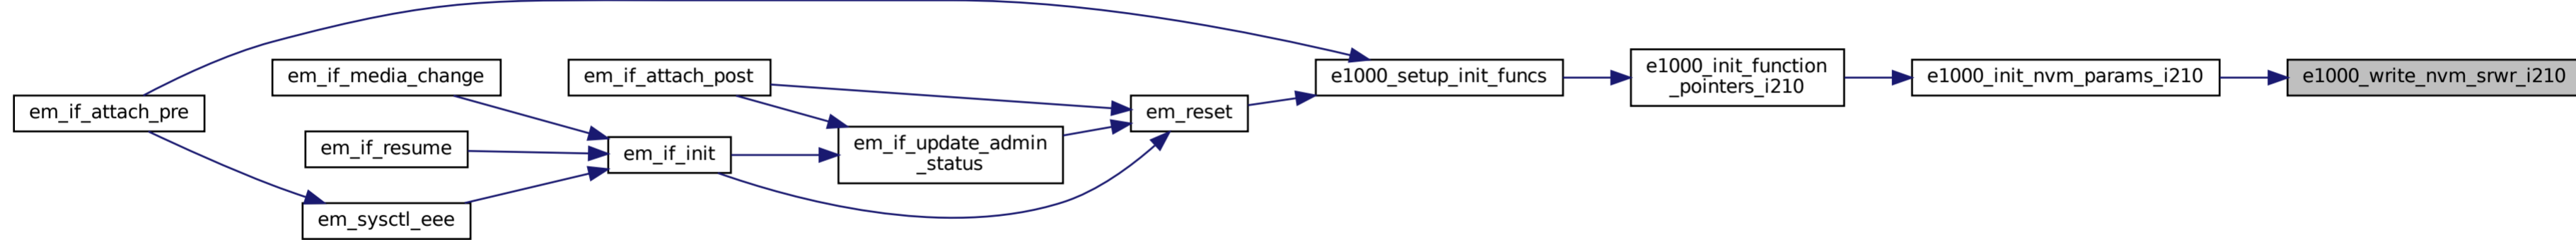 em_if_attach_pre
em_if_media_change
em_if_resume
em_sysctl_eee
em_if_attach_post
em_if_init
em_if_update_admin
_status
em_reset
e1000_setup_init_funcs
e1000_init_function
_pointers_i210
e1000_init_nvm_params_i210
e1000_write_nvm_srwr_i210